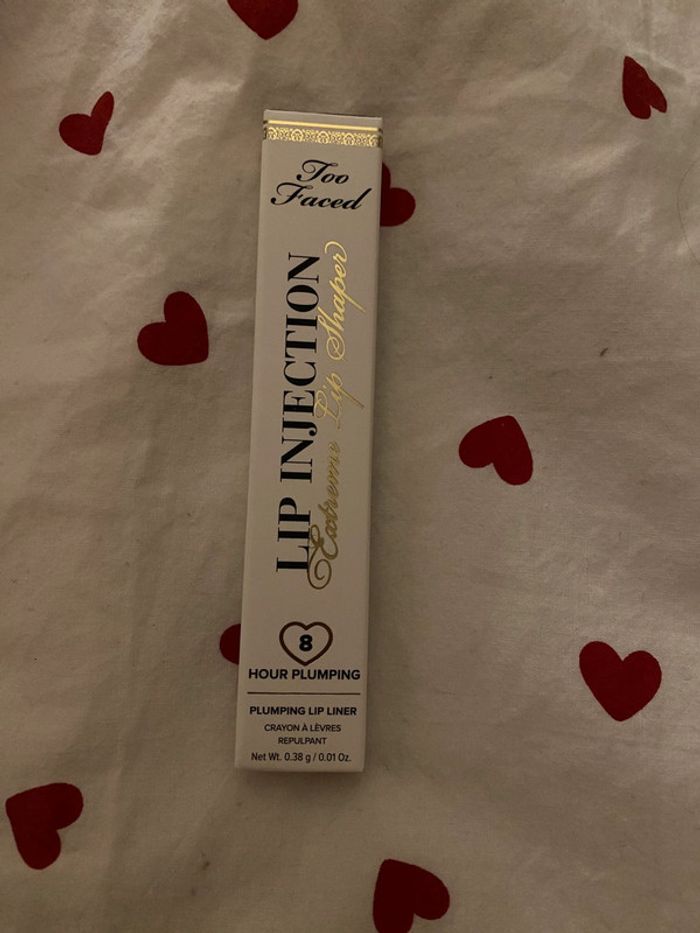 Too
Faced
LIP INJECTION
Extreme Lip Shaper
8
HOUR PLUMPING
PLUMPING LIP LINER
CRAYON À LÈVRES
REPULPANT
Net Wt. 0.38 g / 0.01 Oz.